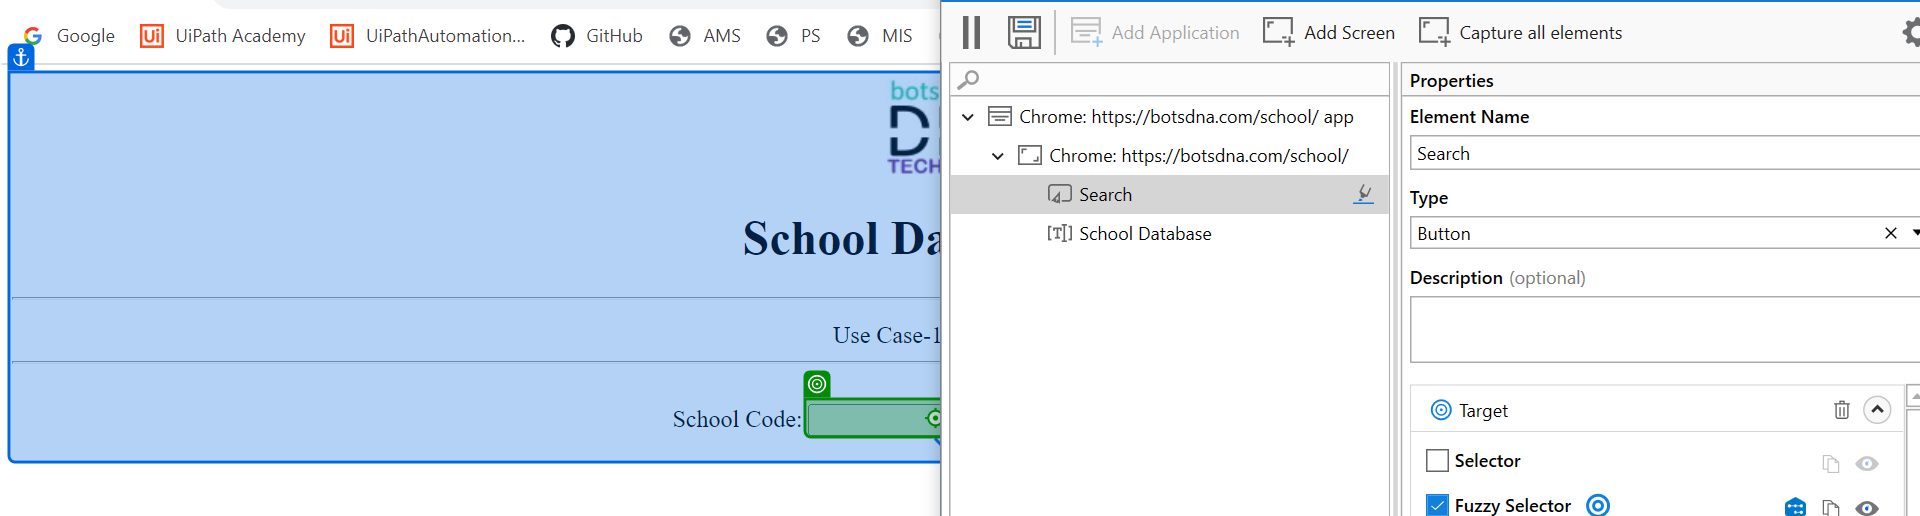 Google UiPath Academy UiPathAutomation... GitHub AMS PS MIS
bots
D
TECH
School Da
Use Case-1
School Code:
Add Application Add Screen Capture all elements
Chrome: https://botsdna.com/school/ app
Chrome: https://botsdna.com/school/
Search
School Database
Properties
Element Name
Search
Type
Button
Description (optional)
Target
Selector
Fuzzy Selector